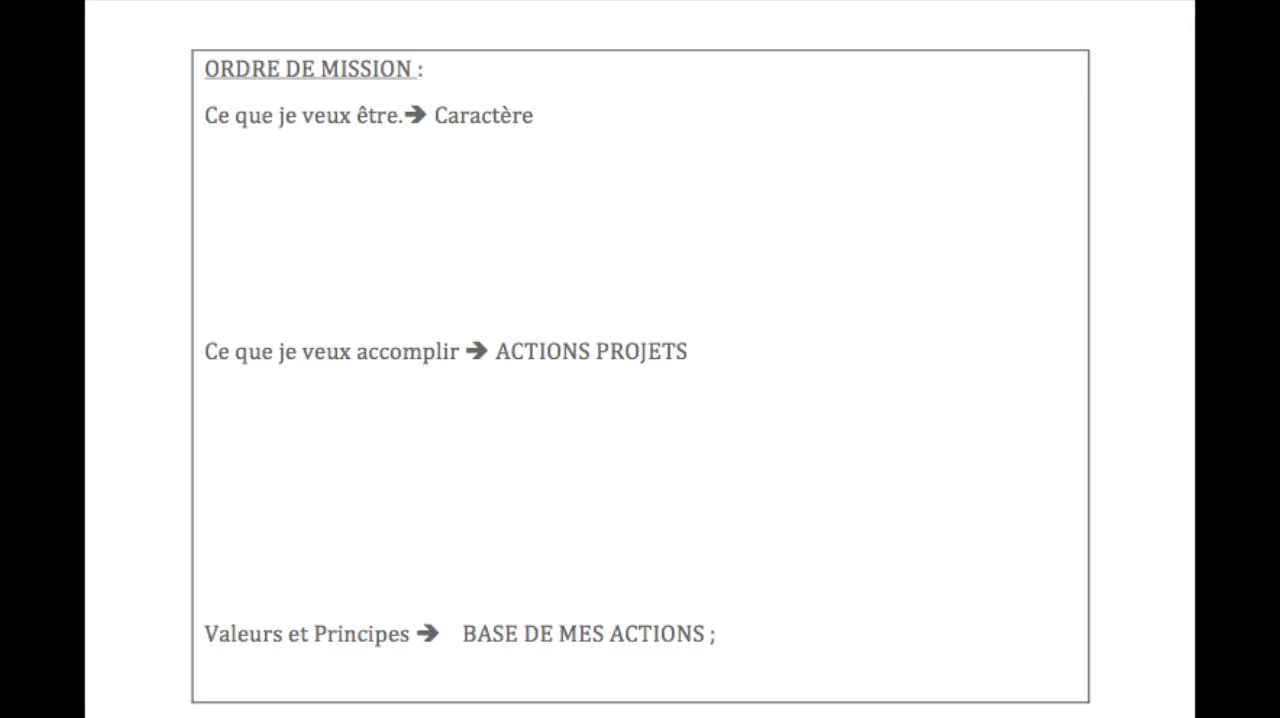 ORDRE DE MISSION :
Ce que je veux être.➔ Caractère
Ce que je veux accomplir ➔ ACTIONS PROJETS
Valeurs et Principes ➔ BASE DE MES ACTIONS ;